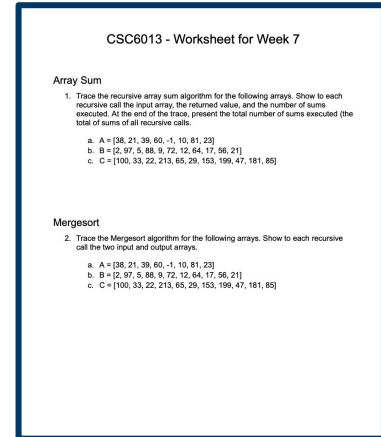 CSC6013 - Worksheet for Week 7
Array Sum
1. Trace the recursive array sum algorithm for the following arrays. Show to each
recursive call the input array, the returned value, and the number of sums
executed. At the end of the trace, present the total number of sums executed (the
total of sums of all recursive calls.
a. A = [38, 21, 39, 60, -1, 10, 81, 23]
b. B = [2, 97, 5, 88, 9, 72, 12, 64, 17, 56, 21]
c. C = [100, 33, 22, 213, 65, 29, 153, 199, 47, 181, 85]
Mergesort
2. Trace the Mergesort algorithm for the following arrays. Show to each recursive
call the two input and output arrays.
a. A = [38, 21, 39, 60, -1, 10, 81, 23]
b. B = [2, 97, 5, 88, 9, 72, 12, 64, 17, 56, 21]
c. C = [100, 33, 22, 213, 65, 29, 153, 199, 47, 181, 85]